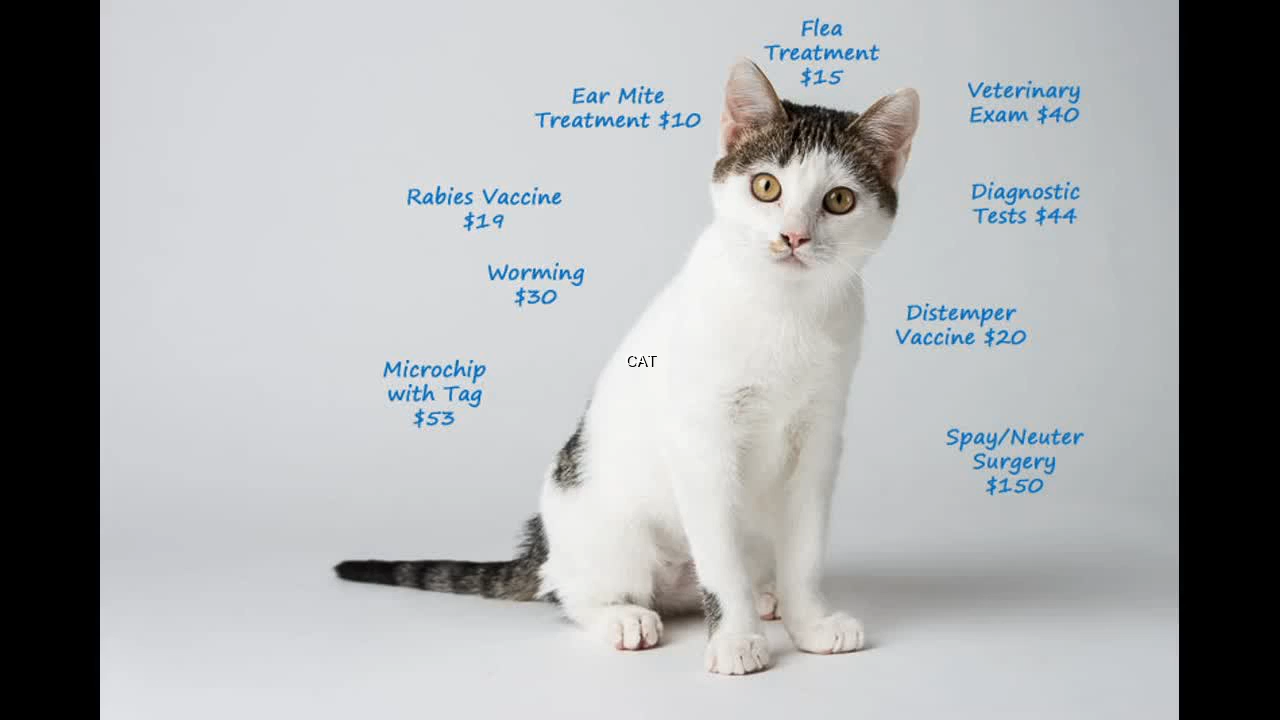 Flea
Treatment
$15
Ear Mite
Treatment $10
Veterinary
Exam $40
Rabies Vaccine
$19
Diagnostic
Tests $44
Worming
$30
Distemper
Vaccine $20
CAT
Microchip
with Tag
$53
Spay/Neuter
Surgery
$150